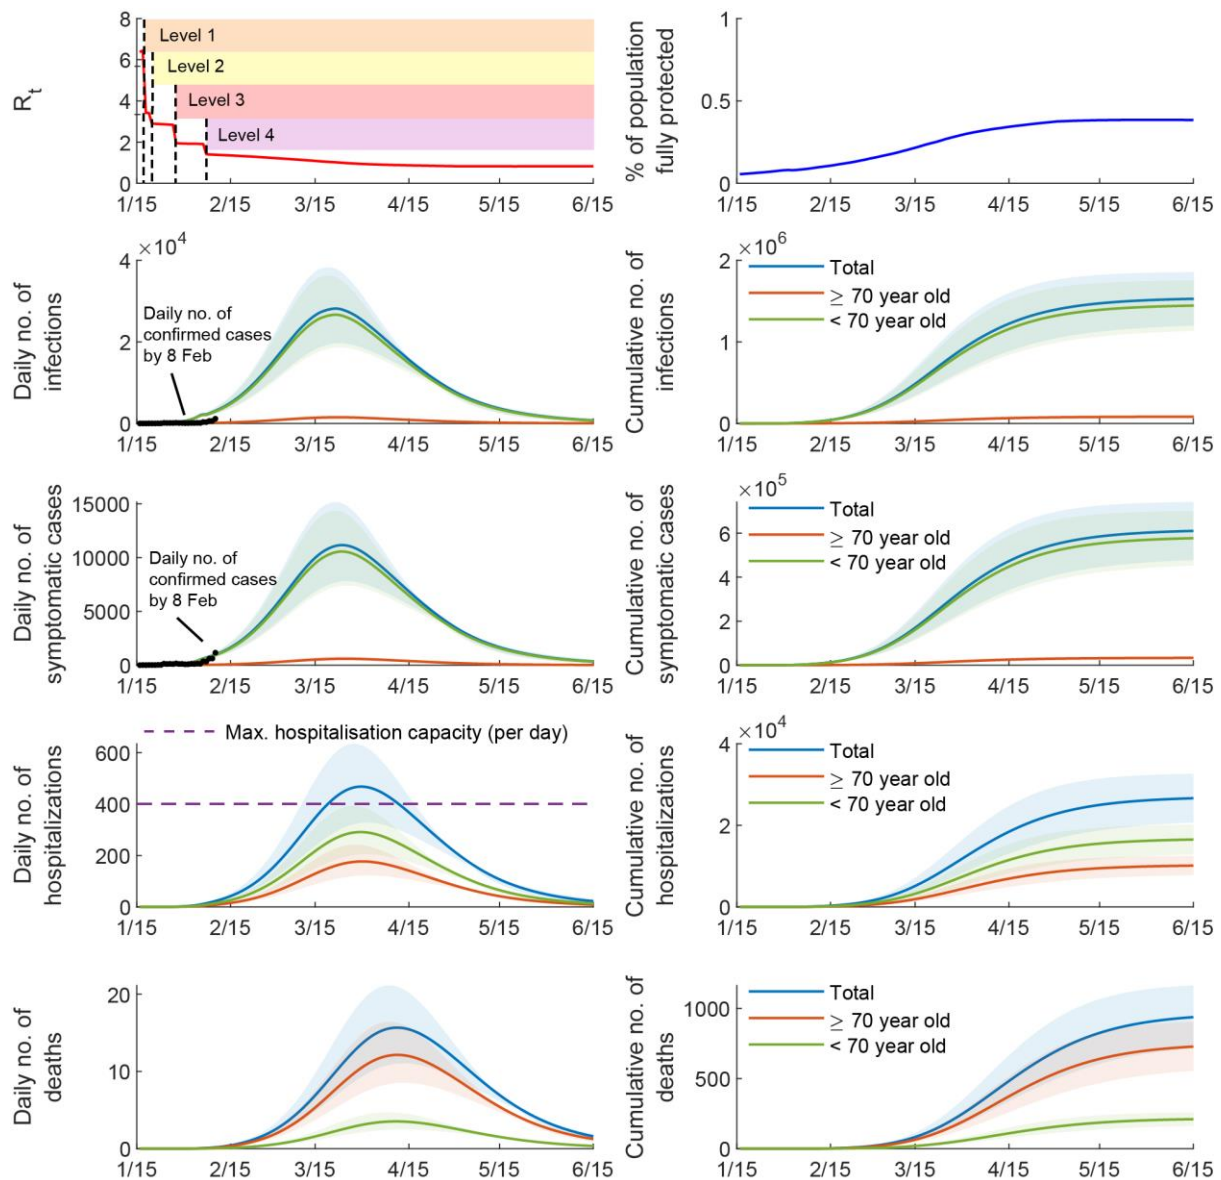 8
6
4
2
0
R_t
Level 1
Level 2
Level 3
Level 4
1/15 2/15 3/15 4/15 5/15 6/15
1
0.5
0
% of population
fully protected
1/15 2/15 3/15 4/15 5/15 6/15
×10^4
4
2
0
Daily no. of
infections
Daily no. of
confirmed cases
by 8 Feb
1/15 2/15 3/15 4/15 5/15 6/15
×10^6
2
1
0
Cumulative no. of
infections
Total
≥ 70 year old
< 70 year old
1/15 2/15 3/15 4/15 5/15 6/15
15000
10000
5000
0
Daily no. of
symptomatic cases
Daily no. of
confirmed cases
by 8 Feb
1/15 2/15 3/15 4/15 5/15 6/15
×10^5
6
4
2
0
Cumulative no. of
symptomatic cases
Total
≥ 70 year old
< 70 year old
1/15 2/15 3/15 4/15 5/15 6/15
Max. hospitalisation capacity (per day)
600
400
200
0
Daily no. of
hospitalizations
1/15 2/15 3/15 4/15 5/15 6/15
×10^4
4
2
0
Cumulative no. of
hospitalizations
Total
≥ 70 year old
< 70 year old
1/15 2/15 3/15 4/15 5/15 6/15
20
10
0
Daily no. of
deaths
1/15 2/15 3/15 4/15 5/15 6/15
1000
500
0
Cumulative no. of
deaths
Total
≥ 70 year old
< 70 year old
1/15 2/15 3/15 4/15 5/15 6/15